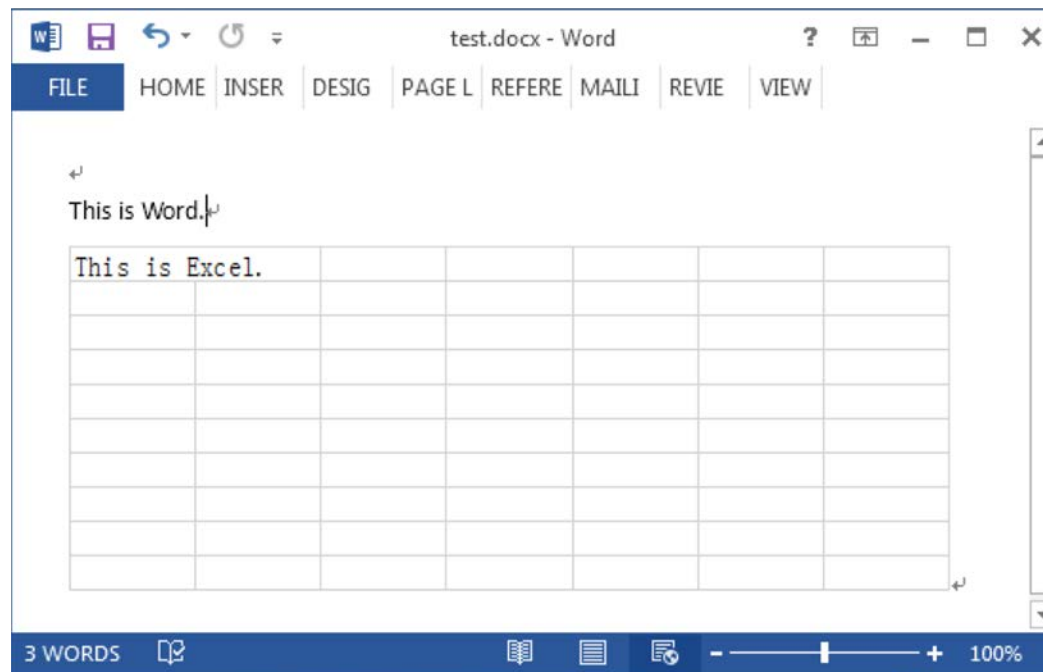 test.docx - Word ?
FILE HOME INSER DESIG PAGE L REFERE MAILI REVIE VIEW
This is Word.
This is Excel.
3 WORDS 100%